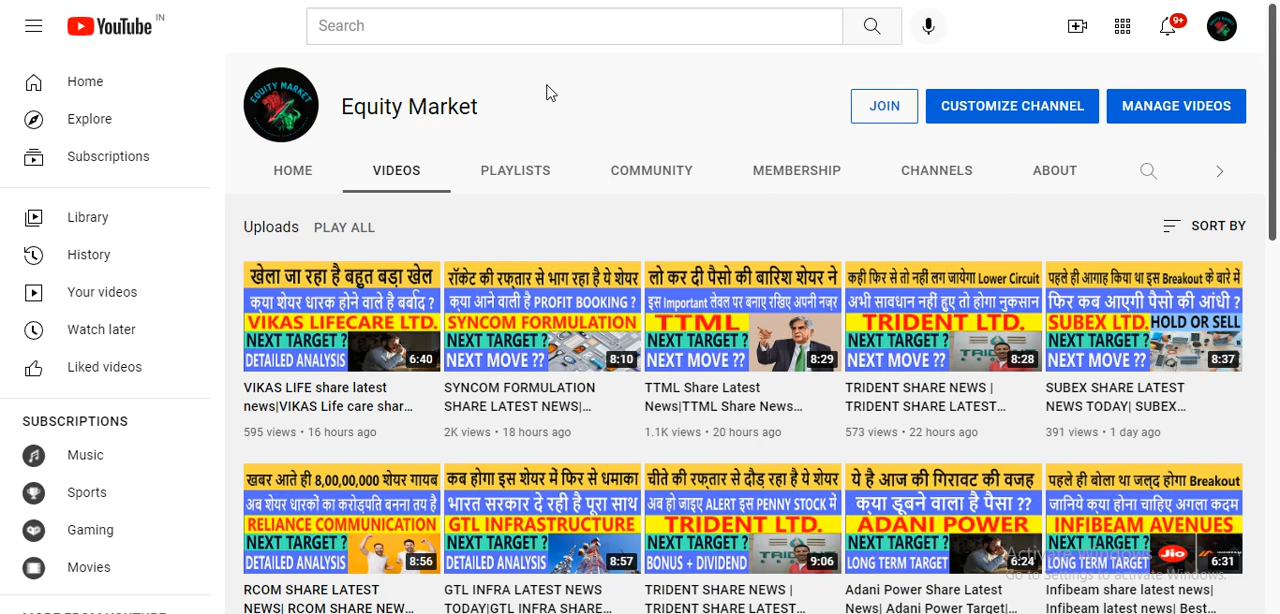 YouTube IN
Search
9+
Home
Explore
Subscriptions
Library
History
Your videos
Watch later
Liked videos
SUBSCRIPTIONS
Music
Sports
Gaming
Movies
EQUITY MARKET
Equity Market
JOIN
CUSTOMIZE CHANNEL
MANAGE VIDEOS
HOME VIDEOS PLAYLISTS COMMUNITY MEMBERSHIP CHANNELS ABOUT
Uploads PLAY ALL
SORT BY
खेला जा रहा है बहुत बड़ा खेल
क्या शेयर धारक होने वाले है बर्बाद ?
VIKAS LIFECARE LTD.
NEXT TARGET ?
DETAILED ANALYSIS
6:40
VIKAS LIFE share latest
news|VIKAS Life care shar...
595 views • 16 hours ago
रॉकेट की रफ़्तार से भाग रहा है ये शेयर
क्या आने वाली है PROFIT BOOKING ?
SYNCOM FORMULATION
NEXT TARGET ?
NEXT MOVE ??
8:10
SYNCOM FORMULATION
SHARE LATEST NEWS|...
2K views • 18 hours ago
लो कर दी पैसो की बारिश शेयर ने
इस Important लेवल पर बनाए रखिए अपनी नज़र
TTML
NEXT TARGET ?
NEXT MOVE ??
8:29
TTML Share Latest
News|TTML Share News...
1.1K views • 20 hours ago
कही फिर से तो नही लग जायेगा Lower Circuit
अभी सावधान नहीं हुए तो होगा नुकसान
TRIDENT LTD.
NEXT TARGET ?
NEXT MOVE ??
8:28
TRIDENT SHARE NEWS |
TRIDENT SHARE LATEST...
573 views • 22 hours ago
पहले ही आगाह किया था इस Breakout के बारे में
फिर कब आएगी पैसो की आंधी ?
SUBEX LTD. HOLD OR SELL
NEXT TARGET ?
NEXT MOVE ??
8:37
SUBEX SHARE LATEST
NEWS TODAY| SUBEX...
391 views • 1 day ago
खबर आते ही 8,00,00,000 शेयर गायब
अब शेयर धारकों का करोड़पति बनना तय है
RELIANCE COMMUNICATION
NEXT TARGET ?
DETAILED ANALYSIS
8:56
RCOM SHARE LATEST
NEWS| RCOM SHARE NEW...
कब होगा इस शेयर में फिर से धमाका
भारत सरकार दे रही है पूरा साथ
GTL INFRASTRUCTURE
NEXT TARGET ?
DETAILED ANALYSIS
8:57
GTL INFRA LATEST NEWS
TODAY|GTL INFRA SHARE...
चीते की रफ़्तार से दौड़ रहा है ये शेयर
अब हो जाइए ALERT इस PENNY STOCK में
TRIDENT LTD.
NEXT TARGET ?
BONUS + DIVIDEND
9:06
TRIDENT SHARE NEWS |
TRIDENT SHARE LATEST...
ये है आज की गिरावट की वजह
क्या डूबने वाला है पैसा ??
ADANI POWER
NEXT TARGET ?
LONG TERM TARGET
6:24
Adani Power Share Latest
News| Adani Power Target|...
पहले ही बोला था जल्द होगा Breakout
जानिये क्या होना चाहिए अगला कदम
INFIBEAM AVENUES
NEXT TARGET ?
LONG TERM TARGET
Jio
6:31
Infibeam share latest news|
Infibeam latest news| Best...
Activate Windows
Go to Settings to activate Windows.